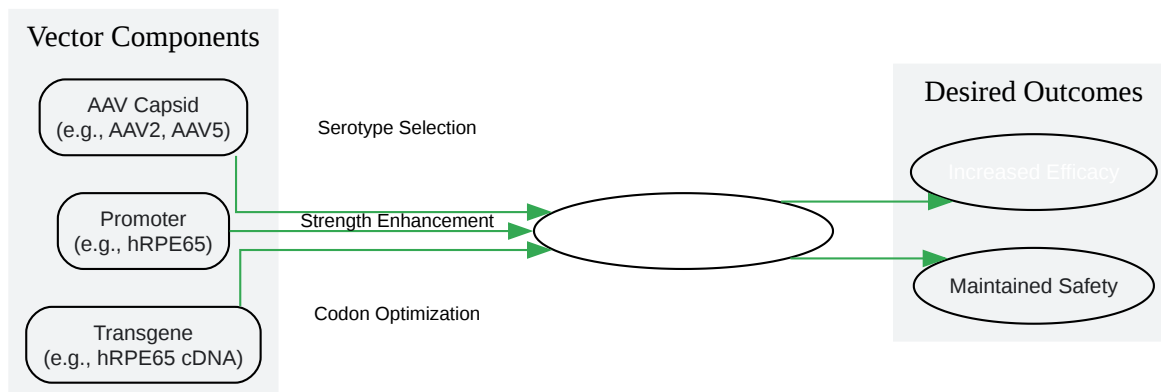 Vector Components
AAV Capsid
(e.g., AAV2, AAV5)
Serotype Selection
Promoter
(e.g., hRPE65)
Strength Enhancement
Transgene
(e.g., hRPE65 cDNA)
Codon Optimization
Desired Outcomes
Increased Efficacy
Maintained Safety